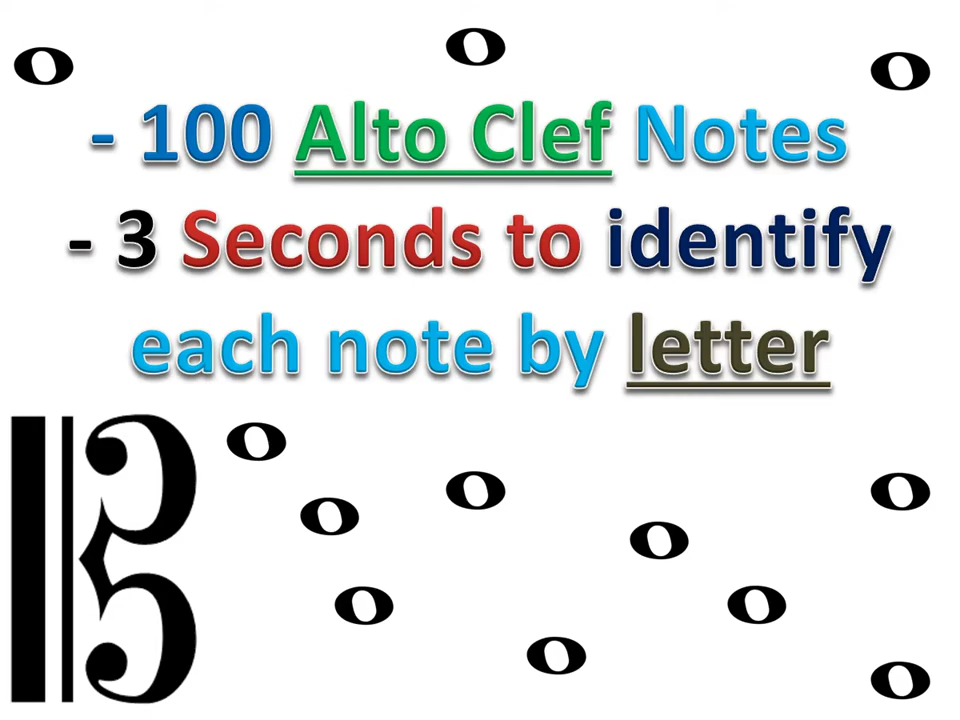 - 100 Alto Clef Notes
- 3 Seconds to identify
each note by letter